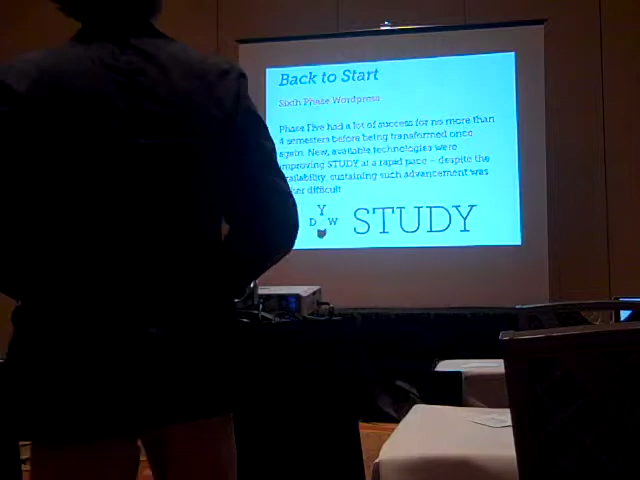 Back to Start
Sixth Phase Wordpress
Phase Five had a lot of success for no more than
4 semesters before being transformed once
again. New, available technologies were
improving STUDY at a rapid pace – despite the
availability, sustaining such advancement was
difficult
Y
D W
STUDY